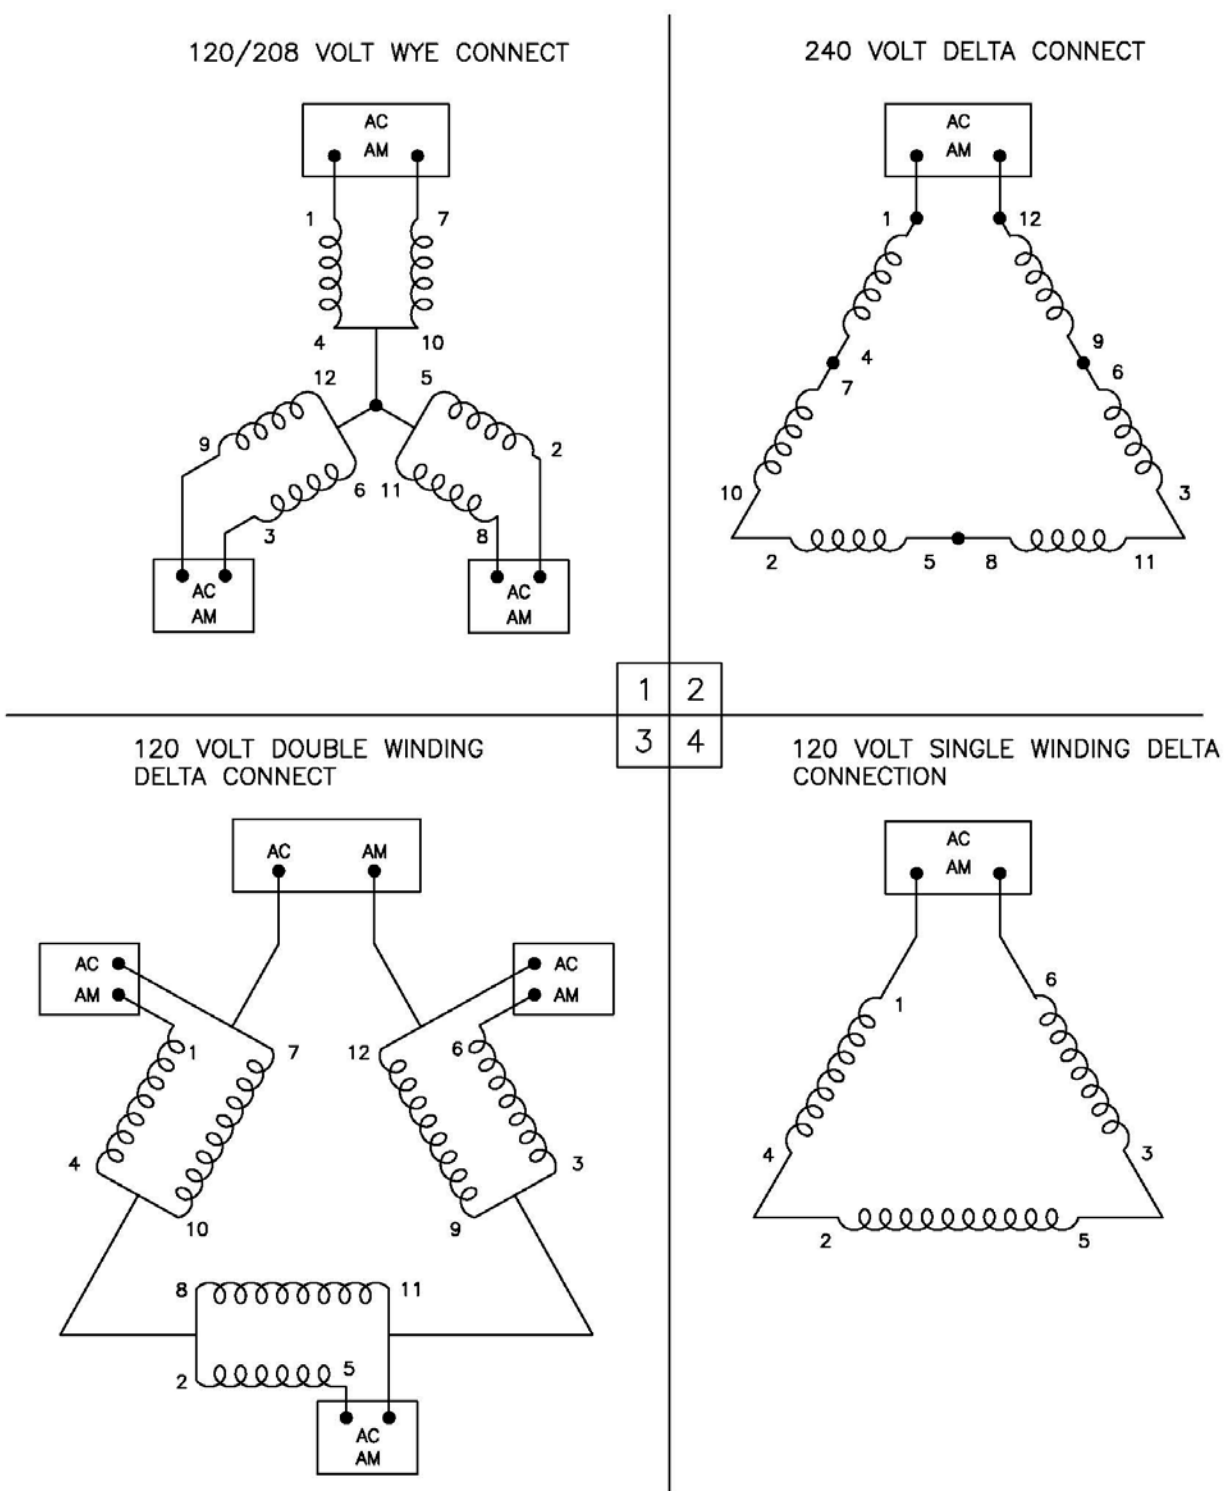 120/208 VOLT WYE CONNECT
AC
AM
1 7
4 10
12 5
9 2
6 11
3 8
AC
AM
AC
AM
240 VOLT DELTA CONNECT
AC
AM
1 12
4 9
7 6
10 3
2 5 8 11
1 2
3 4
120 VOLT DOUBLE WINDING
DELTA CONNECT
AC AM
AC
AM
AC
AM
1 7 12 6
4 3
10 9
8 11
2 5
AC
AM
120 VOLT SINGLE WINDING DELTA
CONNECTION
AC
AM
1 6
4 3
2 5